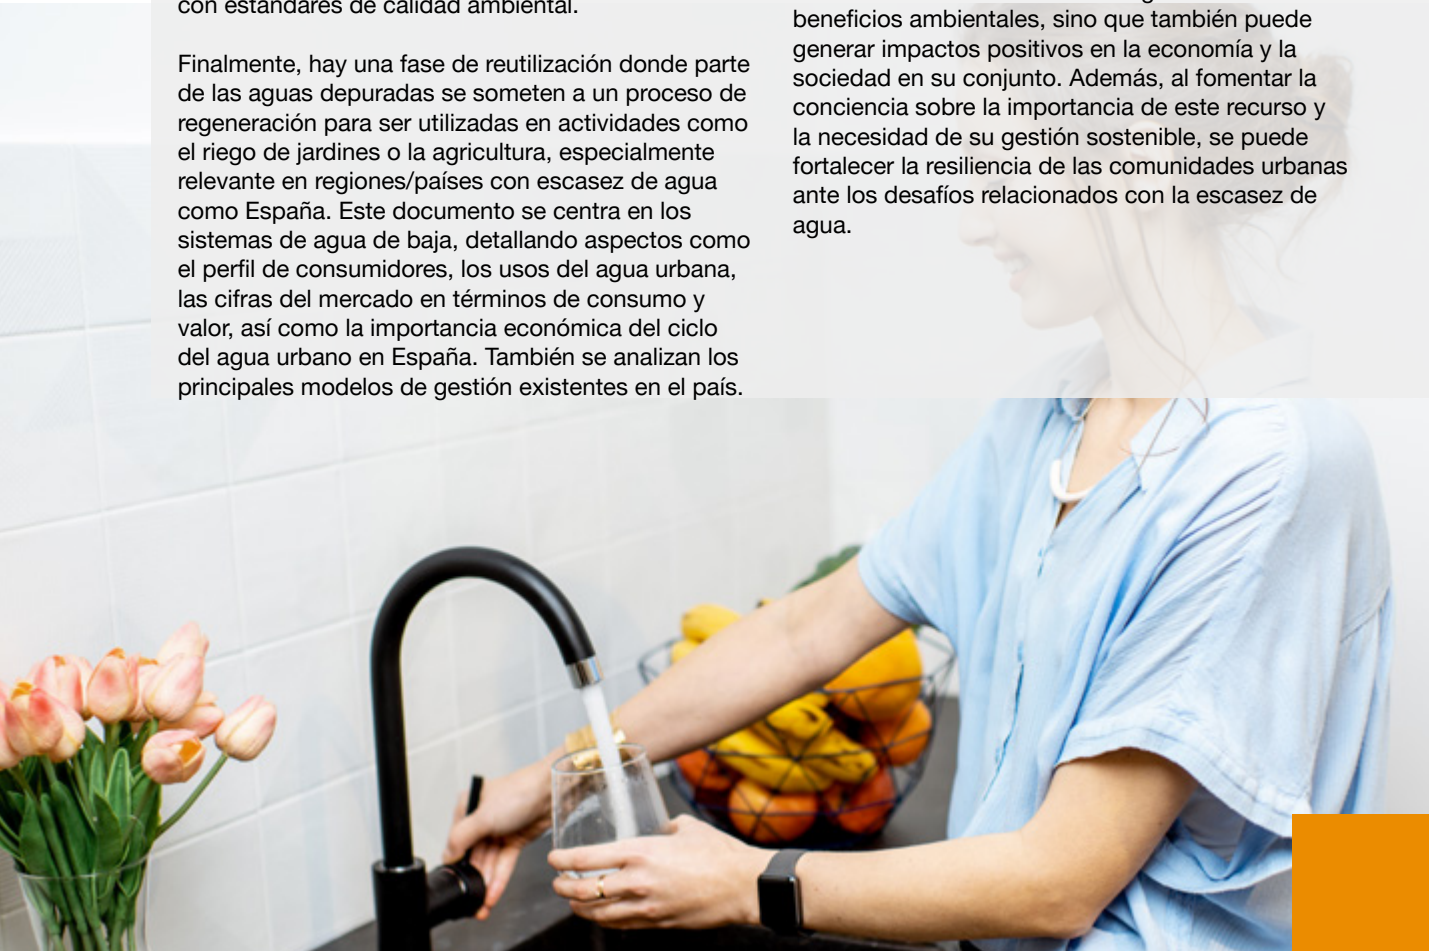 con estándares de calidad ambiental.
Finalmente, hay una fase de reutilización donde parte
de las aguas depuradas se someten a un proceso de
regeneración para ser utilizadas en actividades como
el riego de jardines o la agricultura, especialmente
relevante en regiones/países con escasez de agua
como España. Este documento se centra en los
sistemas de agua de baja, detallando aspectos como
el perfil de consumidores, los usos del agua urbana,
las cifras del mercado en términos de consumo y
valor, así como la importancia económica del ciclo
del agua urbano en España. También se analizan los
principales modelos de gestión existentes en el país.
beneficios ambientales, sino que también puede
generar impactos positivos en la economía y la
sociedad en su conjunto. Además, al fomentar la
conciencia sobre la importancia de este recurso y
la necesidad de su gestión sostenible, se puede
fortalecer la resiliencia de las comunidades urbanas
ante los desafíos relacionados con la escasez de
agua.